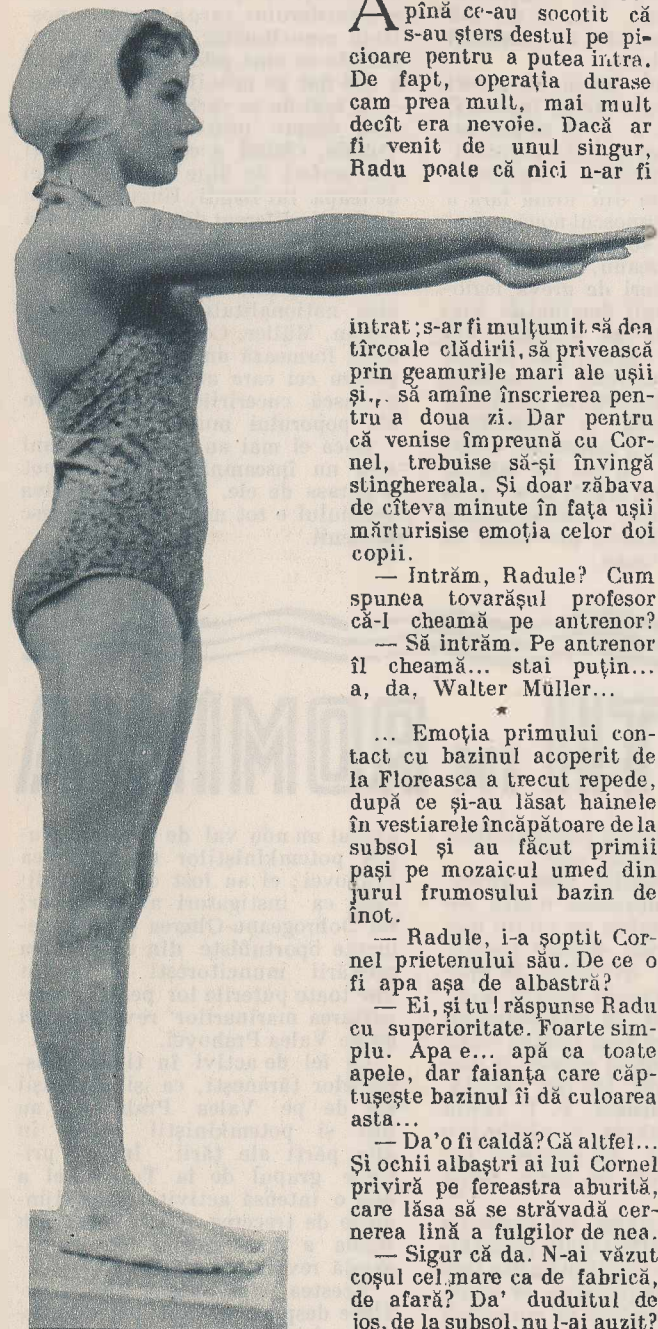 A pînă ce-au socotit că
s-au șters destul pe pi-
cioare pentru a putea intra.
De fapt, operația durase
cam prea mult, mai mult
decît era nevoie. Dacă ar
fi venit de unul singur,
Radu poate că nici n-ar fi
intrat; s-ar fi mulțumit să dea
tîrcoale clădirii, să privească
prin geamurile mari ale ușii
și... să amîne înscrierea pen-
tru a doua zi. Dar pentru
că venise împreună cu Cor-
nel, trebuise să-și învingă
stinghereala. Și doar zăbava
de cîteva minute în fața ușii
mărturisise emoția celor doi
copii.
— Intrăm, Radule? Cum
spunea tovarășul profesor
că-l cheamă pe antrenor?
— Să intrăm. Pe antrenor
îl cheamă... stai puțin...
a, da, Walter Müller...
*
... Emoția primului con-
tact cu bazinul acoperit de
la Floreasca a trecut repede,
după ce și-au lăsat hainele
în vestiarele încăpătoare de la
subsol și au făcut primii
pași pe mozaicul umed din
jurul frumosului bazin de
înot.
— Radule, i-a șoptit Cor-
nel prietenului său. De ce o
fi apa așa de albastră?
— Ei, și tu! răspunse Radu
cu superioritate. Foarte sim-
plu. Apa e... apă ca toate
apele, dar faianța care căp-
tușește bazinul îi dă culoarea
asta...
— Da'o fi caldă? Că altfel...
Și ochii albaștri ai lui Cornel
priviră pe fereastra aburită,
care lăsa să se străvadă cer-
nerea lină a fulgilor de nea.
— Sigur că da. N-ai văzut
coșul cel mare ca de fabrică,
de afară? Da' duduitul de
jos, de la subsol, nu l-ai auzit?